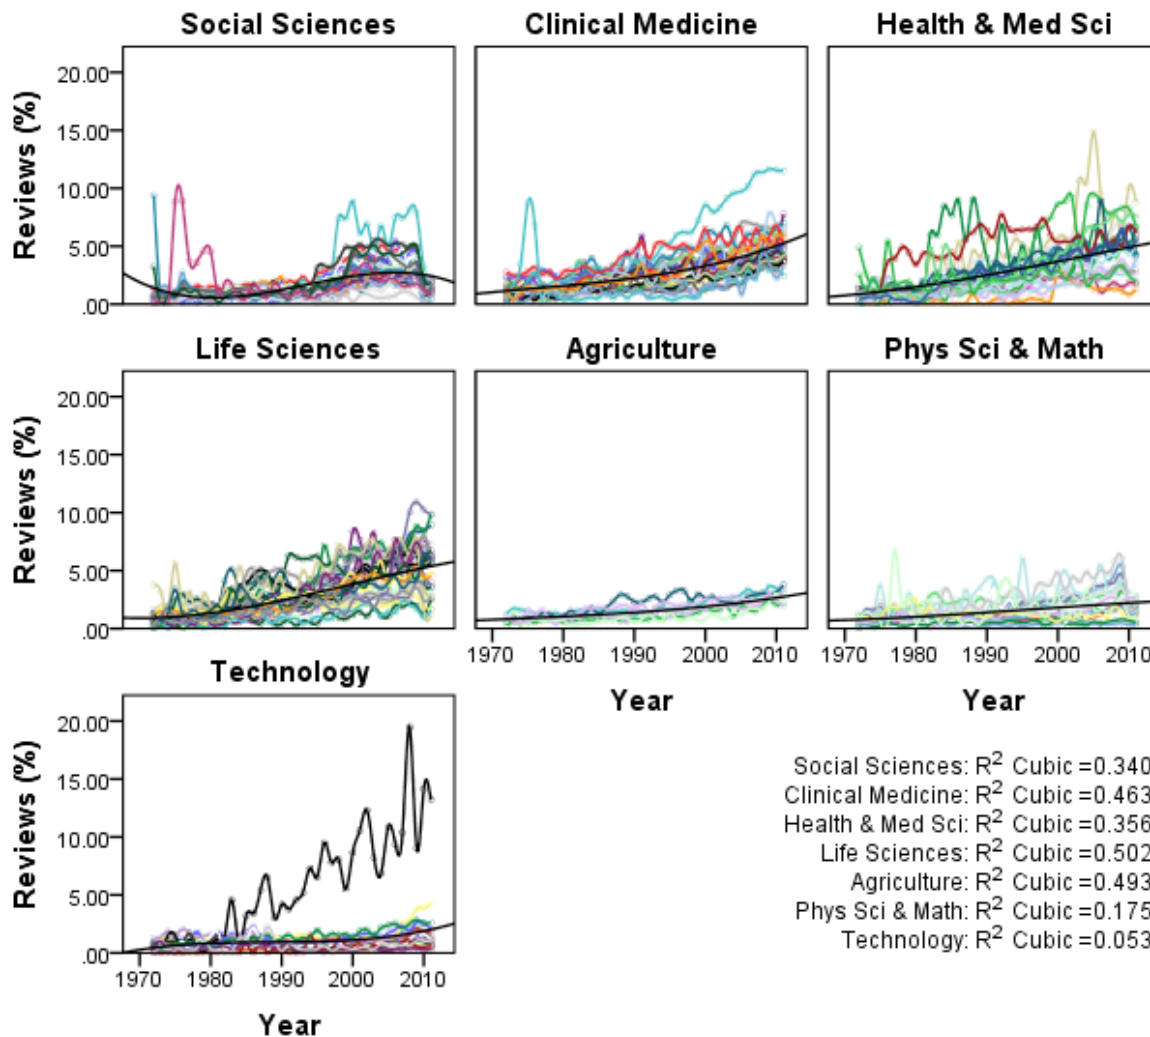 Social Sciences
Clinical Medicine
Health & Med Sci
Reviews (%)
20.00
15.00
10.00
5.00
.00
Life Sciences
Agriculture
Phys Sci & Math
Reviews (%)
20.00
15.00
10.00
5.00
.00
1970 1980 1990 2000 2010
1970 1980 1990 2000 2010
Year
Year
Technology
Reviews (%)
20.00
15.00
10.00
5.00
.00
1970 1980 1990 2000 2010
Year
Social Sciences: R² Cubic =0.340
Clinical Medicine: R² Cubic =0.463
Health & Med Sci: R² Cubic =0.356
Life Sciences: R² Cubic =0.502
Agriculture: R² Cubic =0.493
Phys Sci & Math: R² Cubic =0.175
Technology: R² Cubic =0.053